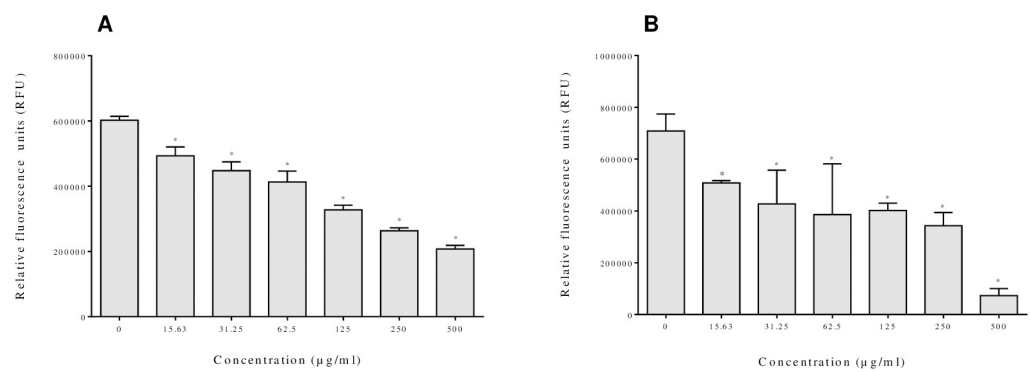 A
Relative fluorescence units (RFU)
800000
600000
400000
200000
0
* * * * * *
0 15.63 31.25 62.5 125 250 500
Concentration (µg/ml)
B
Relative fluorescence units (RFU)
1000000
800000
600000
400000
200000
0
* * * * * *
0 15.63 31.25 62.5 125 250 500
Concentration (µg/ml)